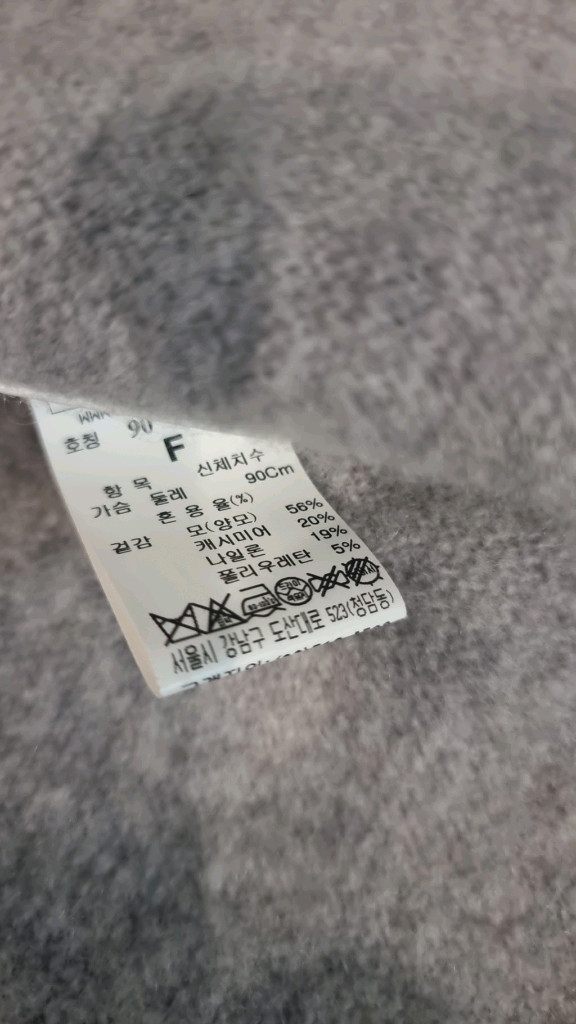 WWW
호칭 90 F
항 목 신체치수
가슴 둘레 90Cm
혼 용 율(%)
겉감 모(양모) 56%
캐시미어 20%
나일론 19%
폴리우레탄 5%
서울시 강남구 도산대로 523(청담동)